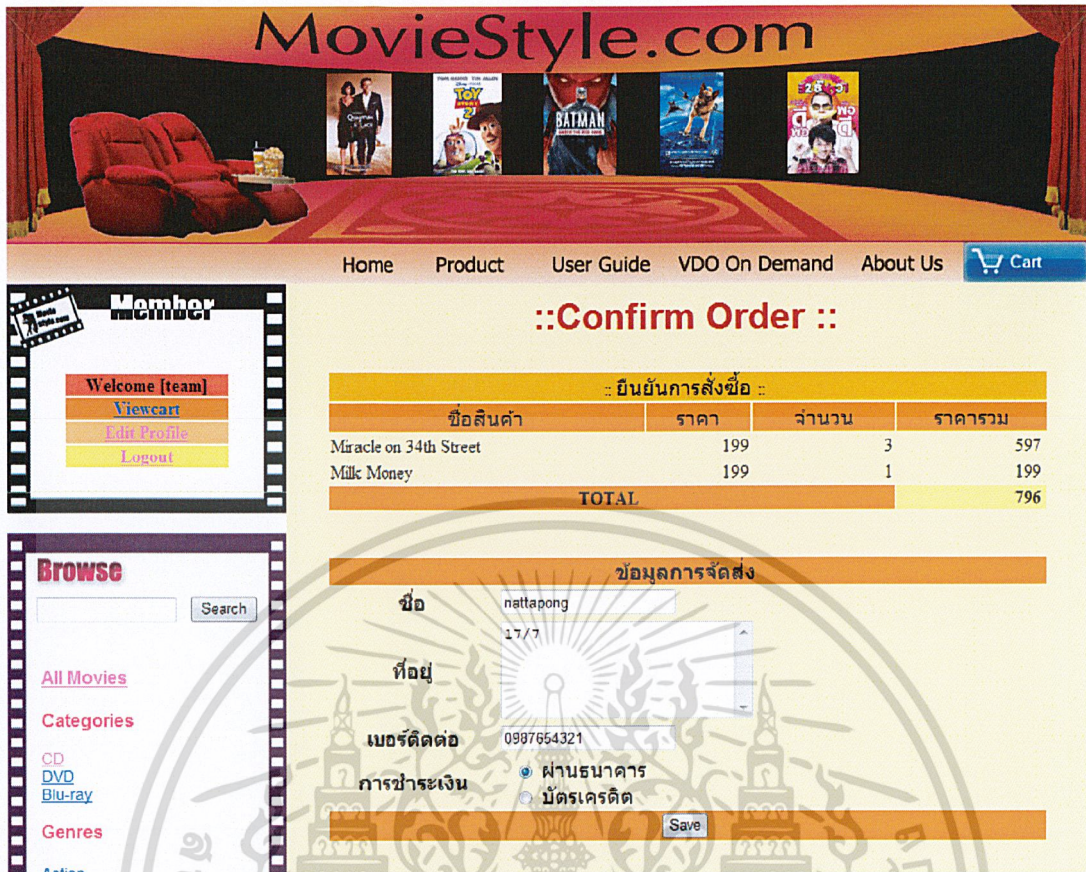 MovieStyle.com
TOY STORY 2
BATMAN
Home Product User Guide VDO On Demand About Us Cart
Member
Welcome [team]
Viewcart
Edit Profile
Logout
::Confirm Order ::
:: ยืนยันการสั่งซื้อ ::
ชื่อสินค้า ราคา จำนวน ราคารวม
Miracle on 34th Street 199 3 597
Milk Money 199 1 199
TOTAL 796
Browse
Search
All Movies
Categories
CD
DVD
Blu-ray
Genres
Action
ข้อมูลการจัดส่ง
ชื่อ nattapong
ที่อยู่ 17/7
เบอร์ติดต่อ 0987654321
การชำระเงิน ผ่านธนาคาร
บัตรเครดิต
Save